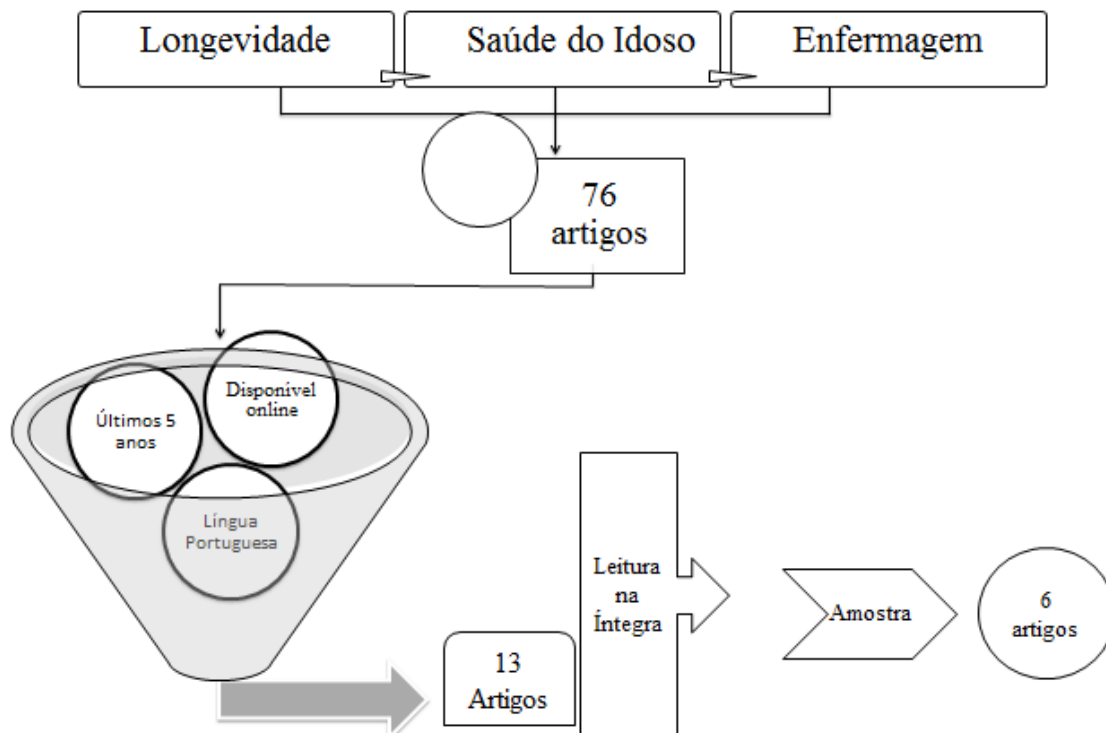 Longevidade
Saúde do Idoso
Enfermagem
76
artigos
Disponível
online
Últimos 5
anos
Língua
Portuguesa
13
Artigos
Leitura
na
Íntegra
Amostra
6
artigos